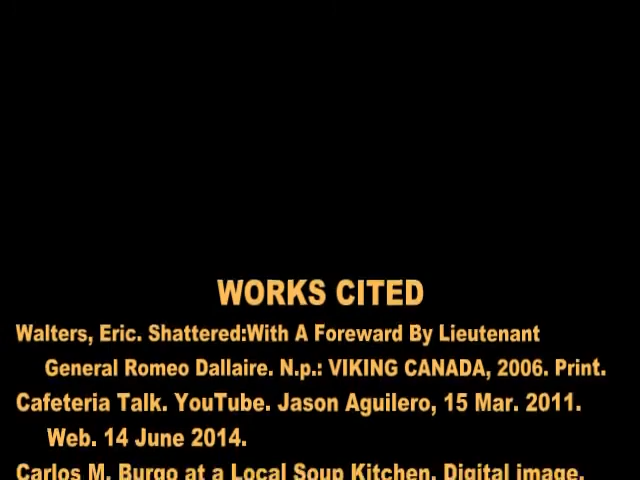 WORKS CITED
Walters, Eric. Shattered:With A Foreward By Lieutenant
General Romeo Dallaire. N.p.: VIKING CANADA, 2006. Print.
Cafeteria Talk. YouTube. Jason Aguilero, 15 Mar. 2011.
Web. 14 June 2014.
Carlos M. Burgo at a Local Soup Kitchen. Digital image.